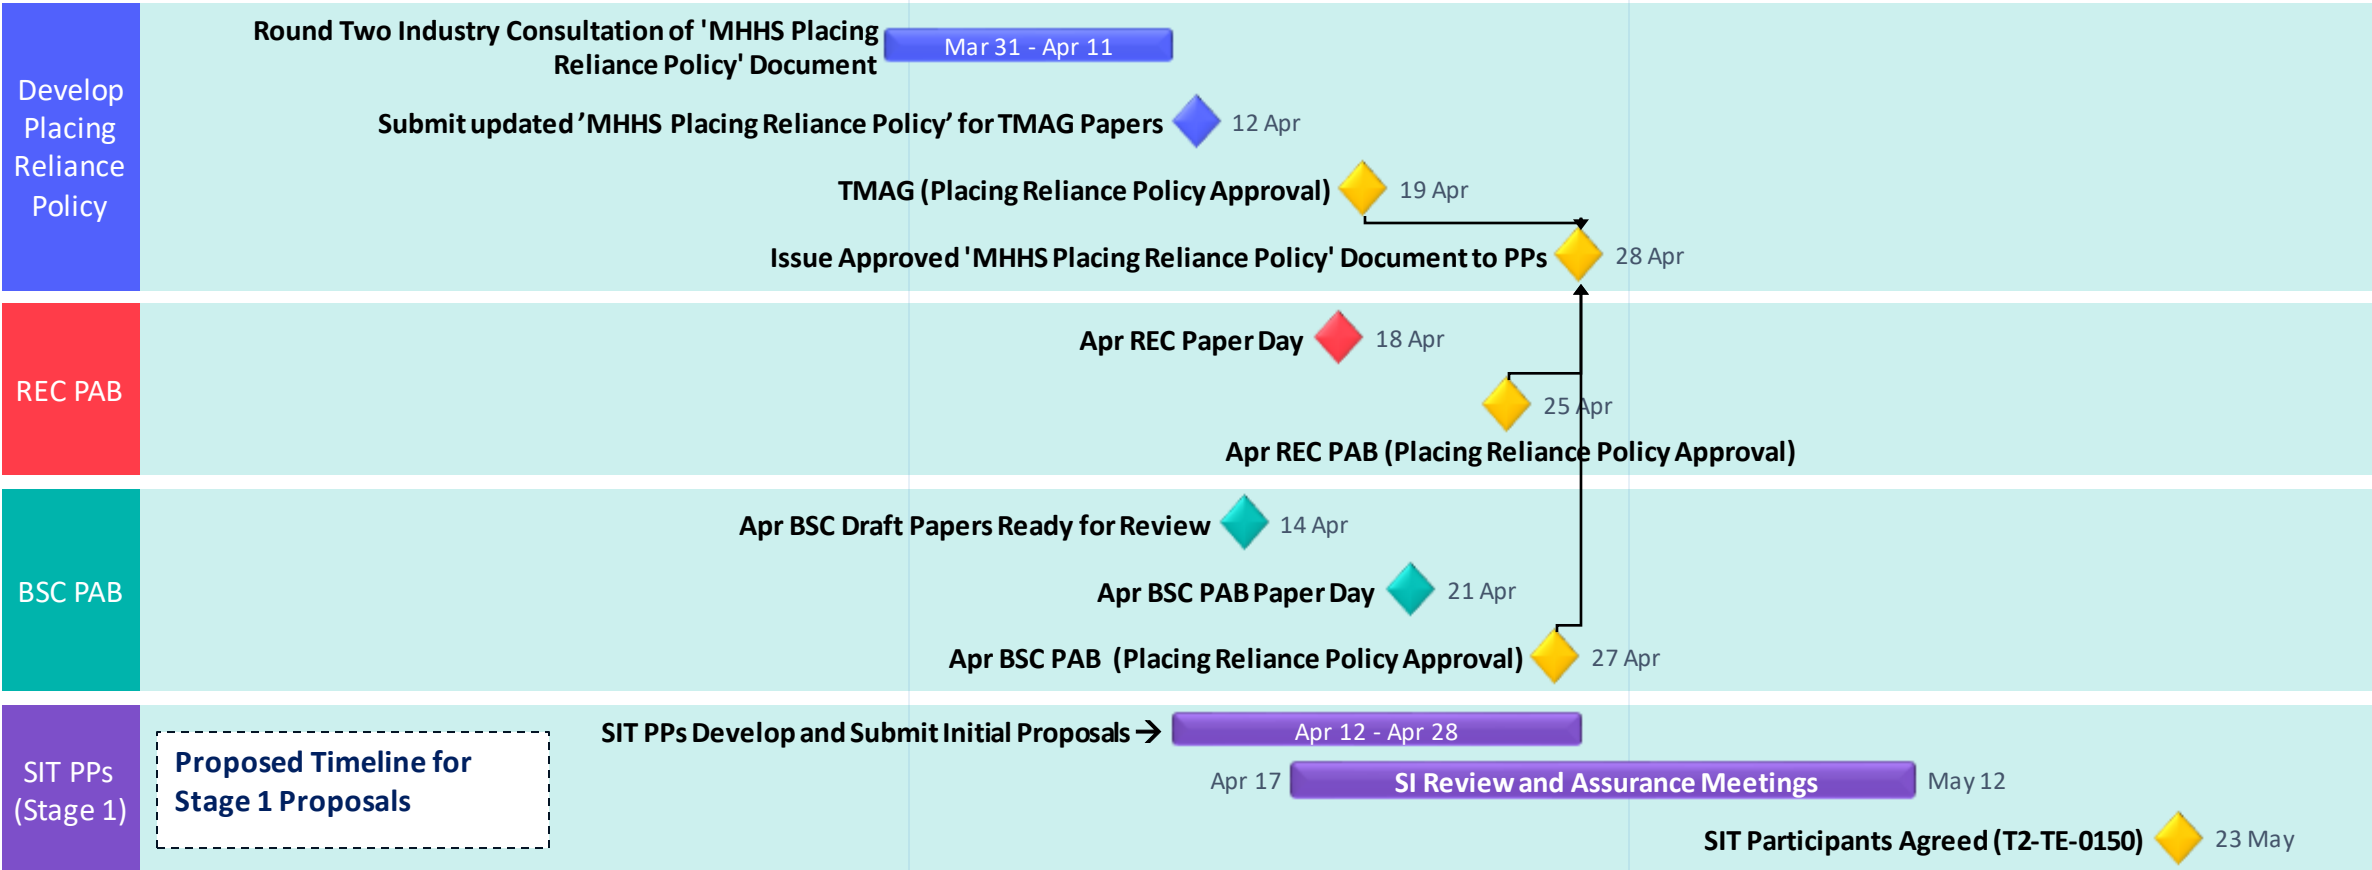 Develop
Placing
Reliance
Policy
Round Two Industry Consultation of 'MHHS Placing
Reliance Policy' Document
Mar 31 - Apr 11
Submit updated ’MHHS Placing Reliance Policy’ for TMAG Papers
12 Apr
TMAG (Placing Reliance Policy Approval)
19 Apr
Issue Approved 'MHHS Placing Reliance Policy' Document to PPs
28 Apr
REC PAB
Apr REC Paper Day
18 Apr
25 Apr
Apr REC PAB (Placing Reliance Policy Approval)
BSC PAB
Apr BSC Draft Papers Ready for Review
14 Apr
Apr BSC PAB Paper Day
21 Apr
Apr BSC PAB (Placing Reliance Policy Approval)
27 Apr
SIT PPs
(Stage 1)
Proposed Timeline for
Stage 1 Proposals
SIT PPs Develop and Submit Initial Proposals →
Apr 12 - Apr 28
Apr 17
SI Review and Assurance Meetings
May 12
SIT Participants Agreed (T2-TE-0150)
23 May